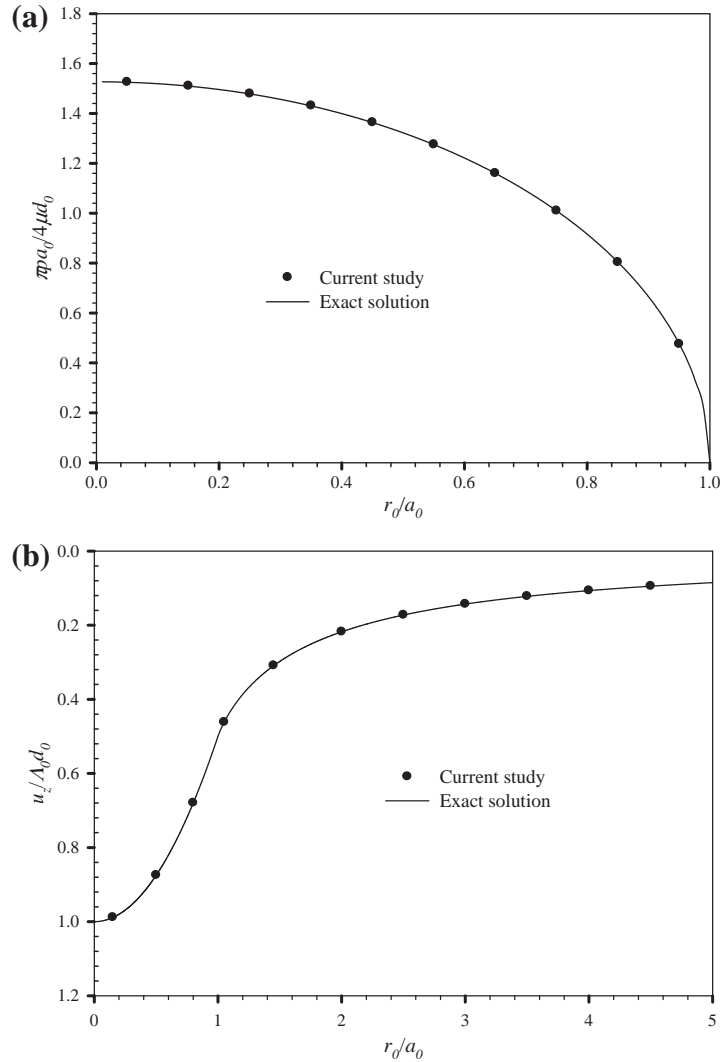 (a)
1.8
1.6
1.4
1.2
1.0
0.8
0.6
0.4
0.2
0.0
πpa₀/4μd₀
Current study
Exact solution
0.0 0.2 0.4 0.6 0.8 1.0
r₀/a₀
(b)
0.0
0.2
0.4
0.6
0.8
1.0
1.2
u_z/Λ₀d₀
Current study
Exact solution
0 1 2 3 4 5
r₀/a₀